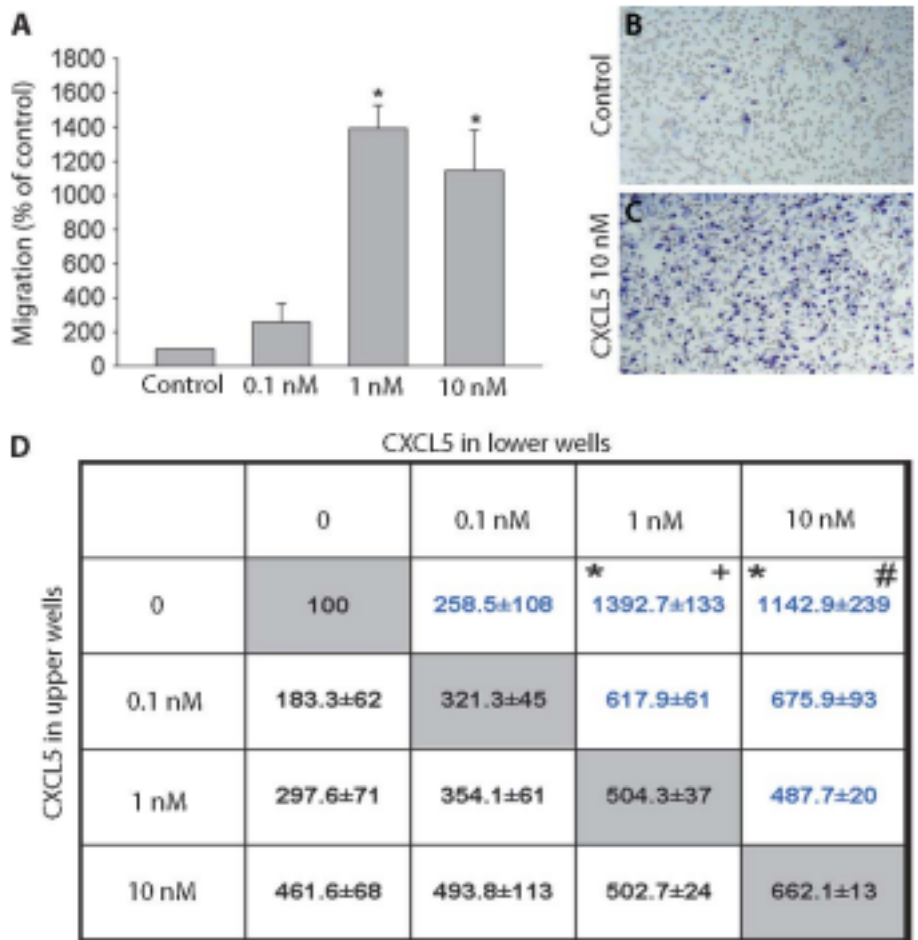 A
Migration (% of control)
1800
1600
1400
1200
1000
800
600
400
200
0
* *
Control 0.1 nM 1 nM 10 nM
B
Control
C
CXCL5 10 nM
D
CXCL5 in lower wells
CXCL5 in upper wells
0 0.1 nM 1 nM 10 nM
* + * #
0 100 258.5±108 1392.7±133 1142.9±239
0.1 nM 183.3±62 321.3±45 617.9±61 675.9±93
1 nM 297.6±71 354.1±61 504.3±37 487.7±20
10 nM 461.6±68 493.8±113 502.7±24 662.1±13